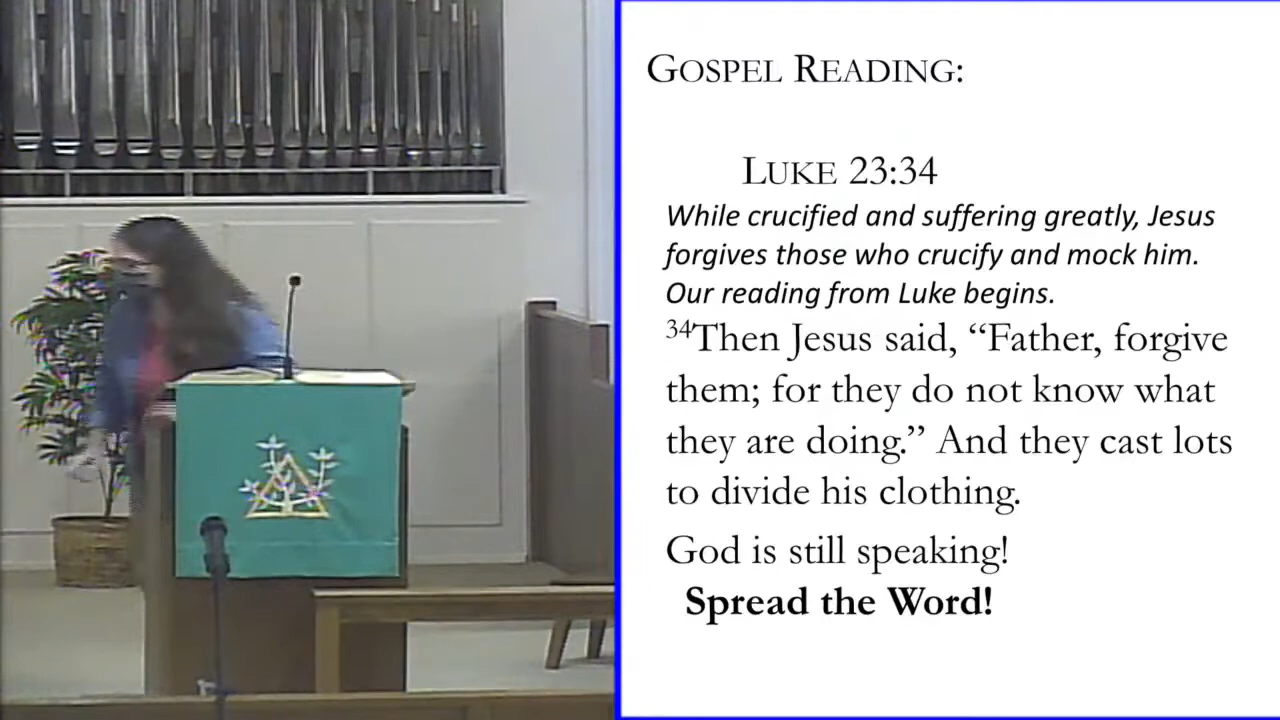 GOSPEL READING:
LUKE 23:34
While crucified and suffering greatly, Jesus
forgives those who crucify and mock him.
Our reading from Luke begins.
34Then Jesus said, “Father, forgive
them; for they do not know what
they are doing.” And they cast lots
to divide his clothing.
God is still speaking!
Spread the Word!